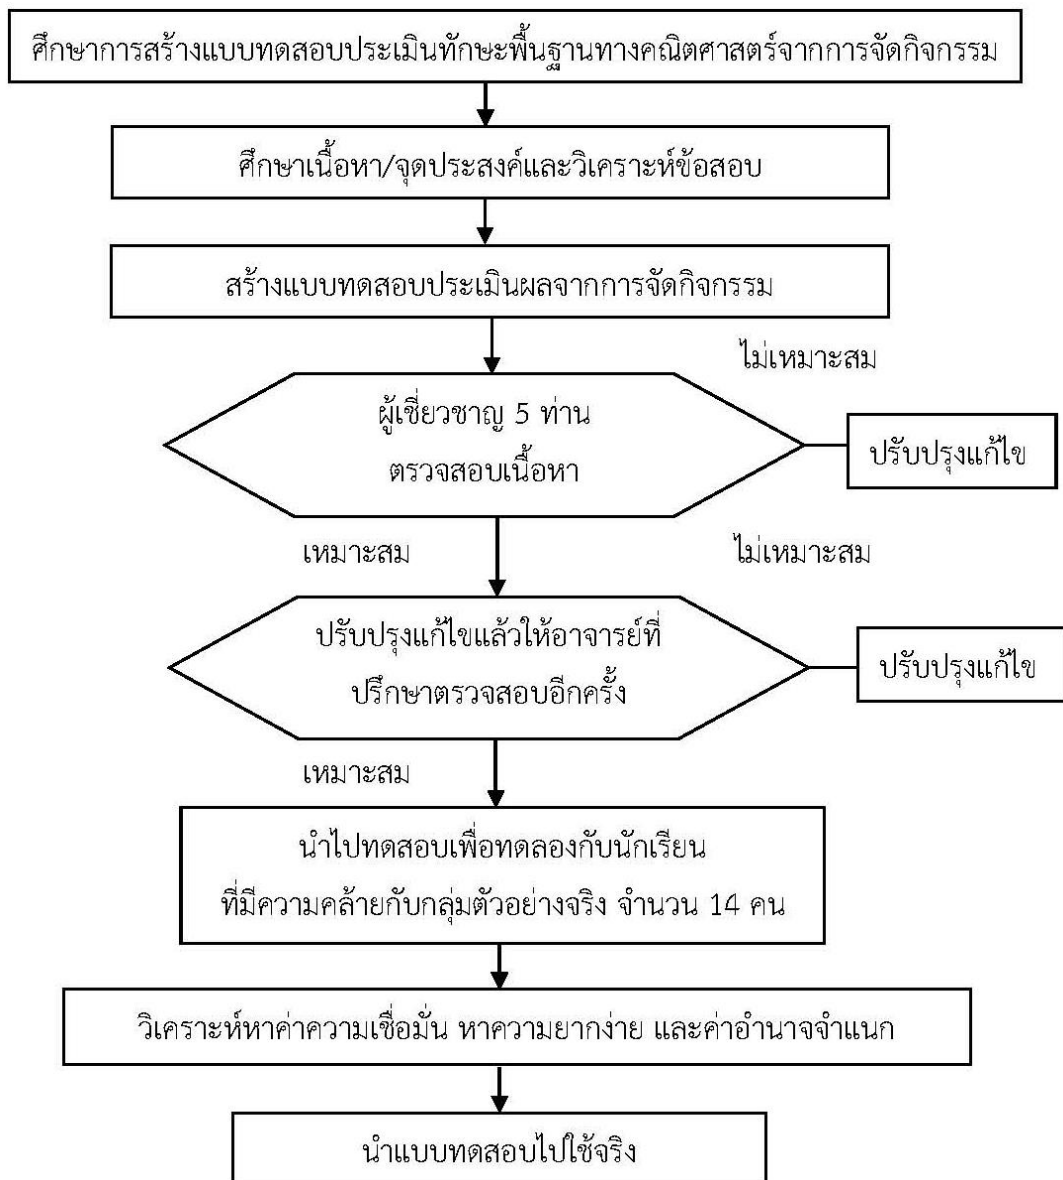 ศึกษาการสร้างแบบทดสอบประเมินทักษะพื้นฐานทางคณิตศาสตร์จากการจัดกิจกรรม
ศึกษาเนื้อหา/จุดประสงค์และวิเคราะห์ข้อสอบ
สร้างแบบทดสอบประเมินผลจากการจัดกิจกรรม
ไม่เหมาะสม
ผู้เชี่ยวชาญ 5 ท่าน
ตรวจสอบเนื้อหา
ปรับปรุงแก้ไข
เหมาะสม
ไม่เหมาะสม
ปรับปรุงแก้ไขแล้วให้อาจารย์ที่
ปรึกษาตรวจสอบอีกครั้ง
ปรับปรุงแก้ไข
เหมาะสม
นำไปทดสอบเพื่อทดลองกับนักเรียน
ที่มีความคล้ายกับกลุ่มตัวอย่างจริง จำนวน 14 คน
วิเคราะห์หาค่าความเชื่อมั่น หาความยากง่าย และค่าอำนาจจำแนก
นำแบบทดสอบไปใช้จริง